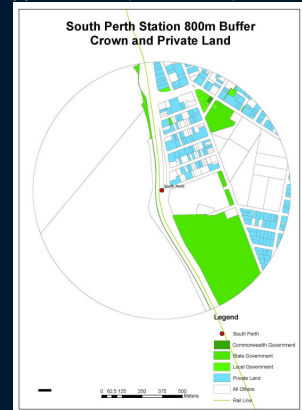 South Perth Station 800m Buffer
Crown and Private Land
South Perth
Legend
South Perth
Commonwealth Government
State Government
Local Government
Private Land
All Others
Rail Line
0 62.5 125 250 375 500
Meters